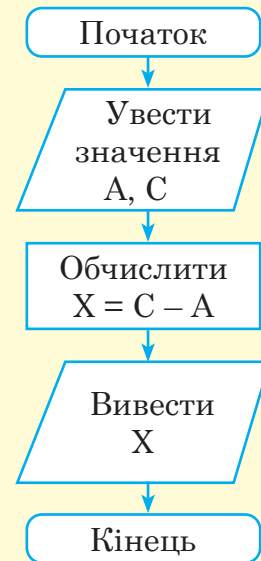 Початок
Увести
значення
A, C
Обчислити
X = C – A
Вивести
X
Кінець